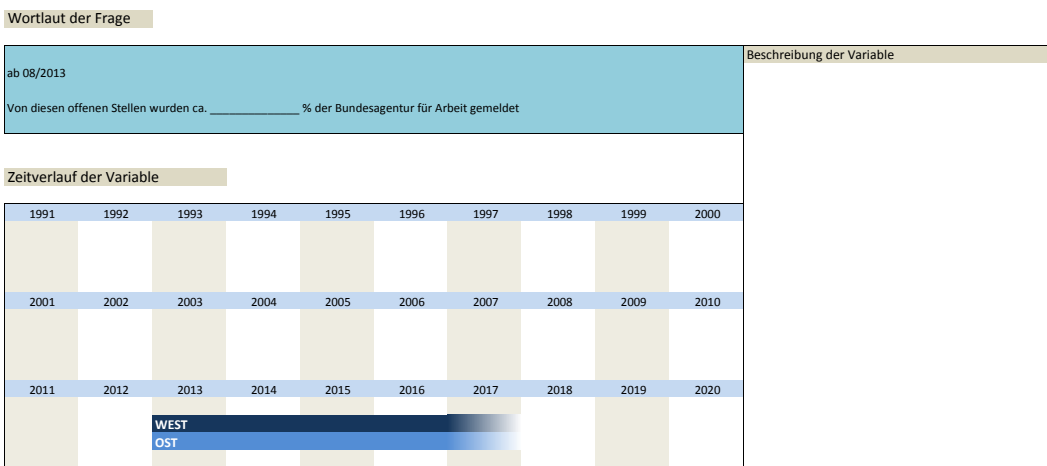 Wortlaut der Frage
Beschreibung der Variable
ab 08/2013
Von diesen offenen Stellen wurden ca. ______________ % der Bundesagentur für Arbeit gemeldet
Zeitverlauf der Variable
1991 1992 1993 1994 1995 1996 1997 1998 1999 2000
2001 2002 2003 2004 2005 2006 2007 2008 2009 2010
2011 2012 2013 2014 2015 2016 2017 2018 2019 2020
WEST
OST